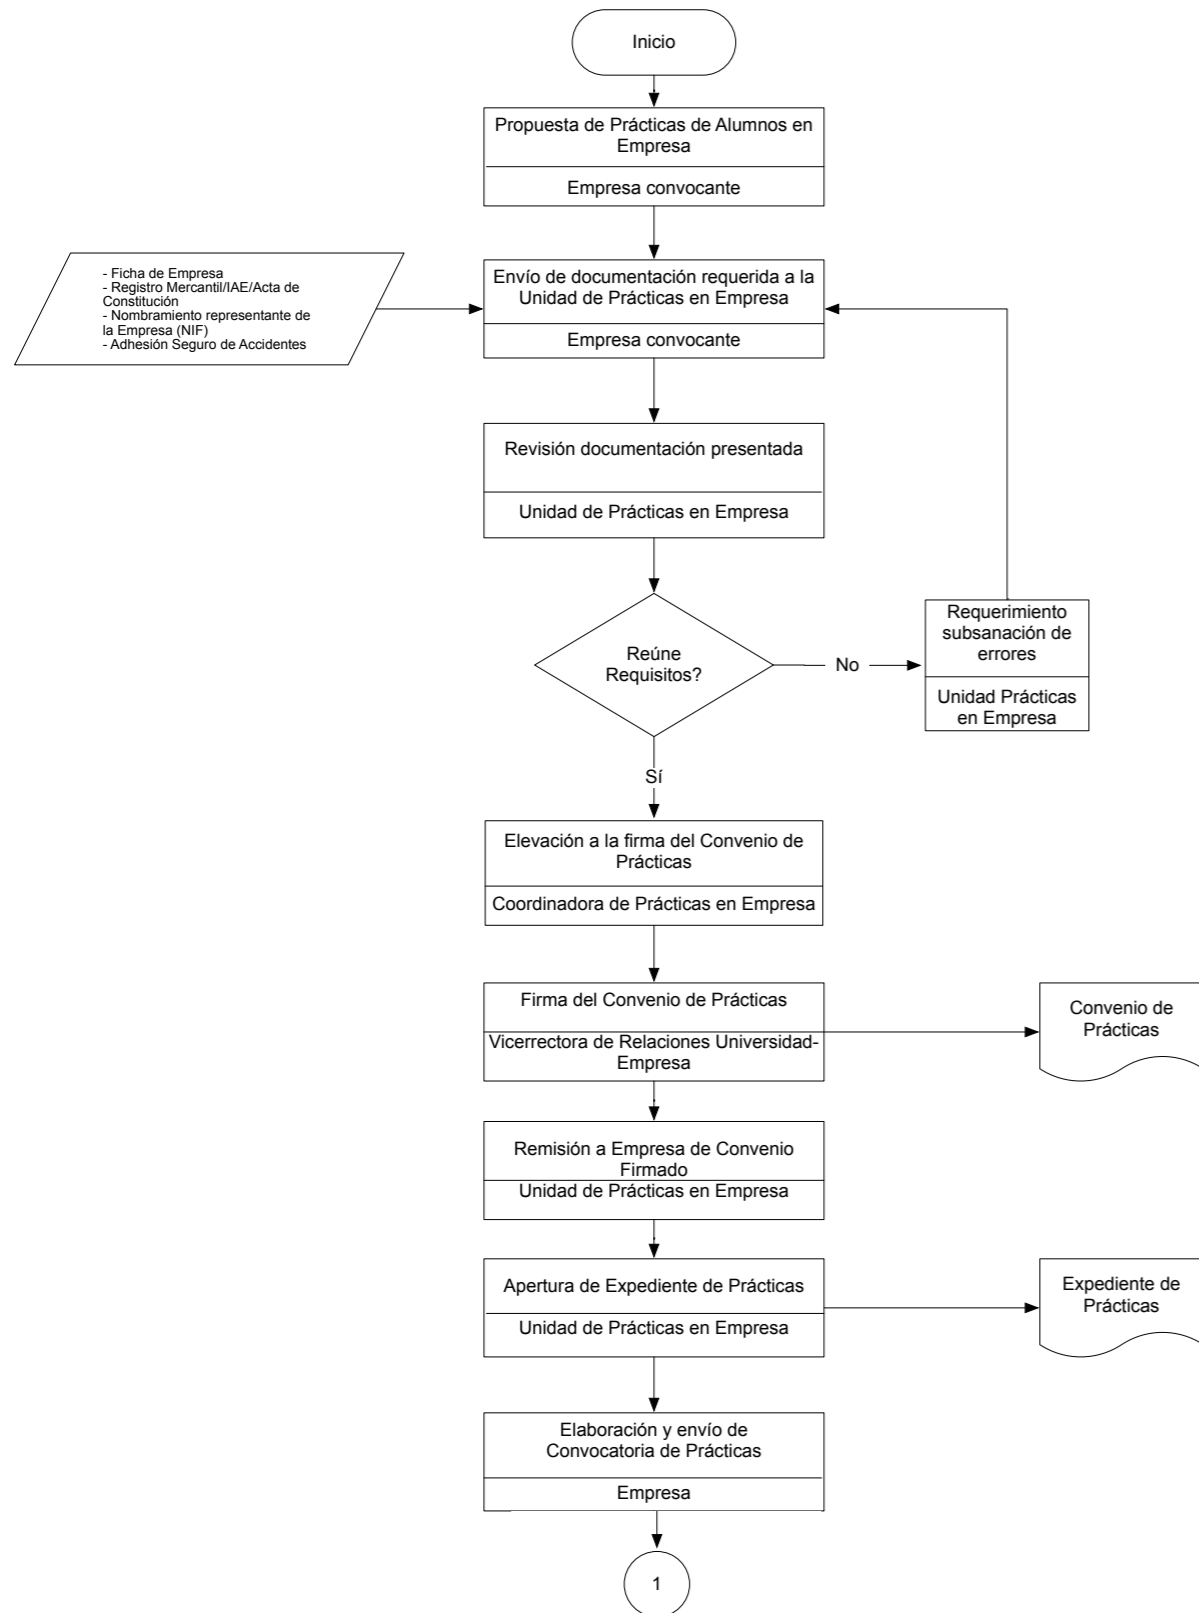 Inicio
Propuesta de Prácticas de Alumnos en
Empresa
Empresa convocante
- Ficha de Empresa
- Registro Mercantil/IAE/Acta de
Constitución
- Nombramiento representante de
la Empresa (NIF)
- Adhesión Seguro de Accidentes
Envío de documentación requerida a la
Unidad de Prácticas en Empresa
Empresa convocante
Revisión documentación presentada
Unidad de Prácticas en Empresa
Reúne
Requisitos?
No
Requerimiento
subsanación de
errores
Unidad Prácticas
en Empresa
Sí
Elevación a la firma del Convenio de
Prácticas
Coordinadora de Prácticas en Empresa
Firma del Convenio de Prácticas
Vicerrectora de Relaciones Universidad-
Empresa
Convenio de
Prácticas
Remisión a Empresa de Convenio
Firmado
Unidad de Prácticas en Empresa
Apertura de Expediente de Prácticas
Unidad de Prácticas en Empresa
Expediente de
Prácticas
Elaboración y envío de
Convocatoria de Prácticas
Empresa
1